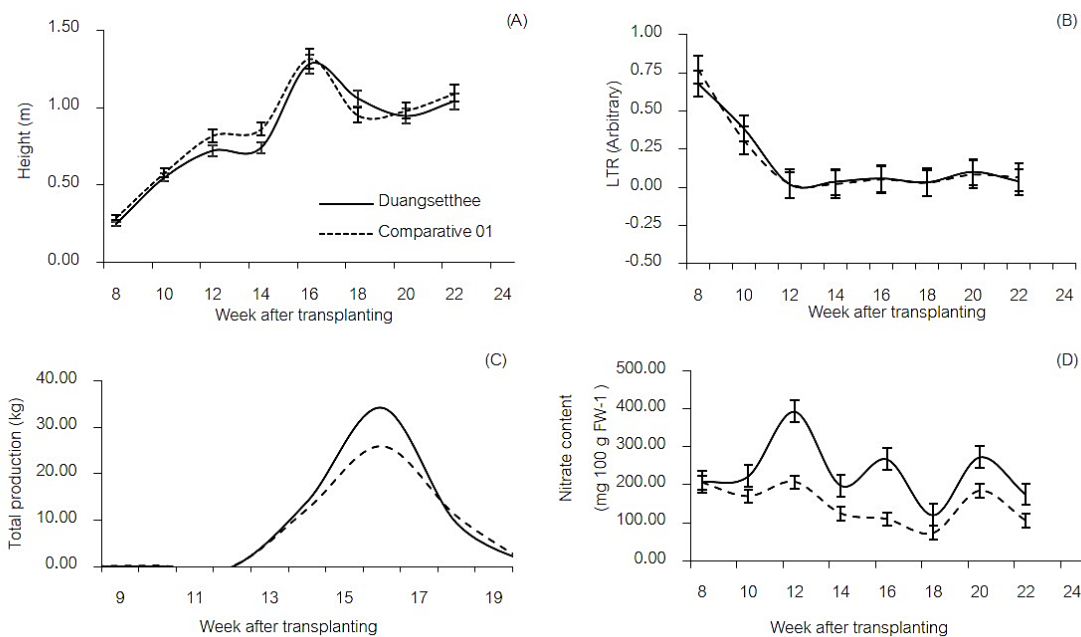 (A)
1.50
1.00
0.50
0.00
Height (m)
Duangsetthee
Comparative 01
8 10 12 14 16 18 20 22 24
Week after transplanting
(B)
1.00
0.75
0.50
0.25
0.00
-0.25
-0.50
LTR (Arbitrary)
8 10 12 14 16 18 20 22 24
Week after transplanting
(C)
40.00
30.00
20.00
10.00
0.00
Total production (kg)
9 11 13 15 17 19
Week after transplanting
(D)
500.00
400.00
300.00
200.00
100.00
0.00
Nitrate content
(mg 100 g FW-1 )
8 10 12 14 16 18 20 22 24
Week after transplanting